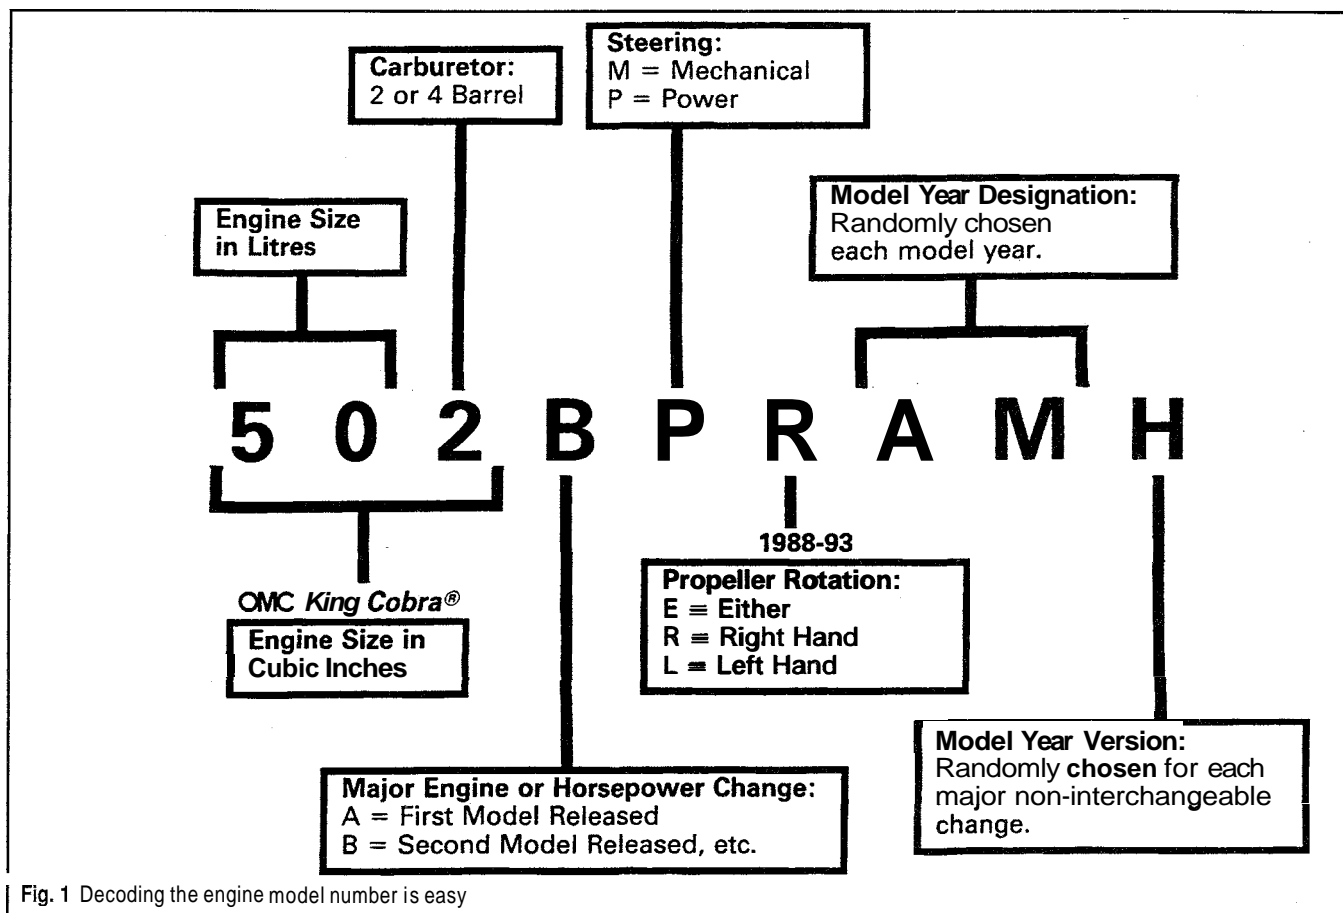 Steering:
M = Mechanical
P = Power
Carburetor:
2 or 4 Barrel
Model Year Designation:
Randomly chosen
each model year.
Engine Size
in Litres
5 0 2 B P R A M H
1988-93
Propeller Rotation:
E = Either
R = Right Hand
L = Left Hand
OMC King Cobra®
Engine Size in
Cubic Inches
Model Year Version:
Randomly chosen for each
major non-interchangeable
change.
Major Engine or Horsepower Change:
A = First Model Released
B = Second Model Released, etc.
Fig. 1 Decoding the engine model number is easy